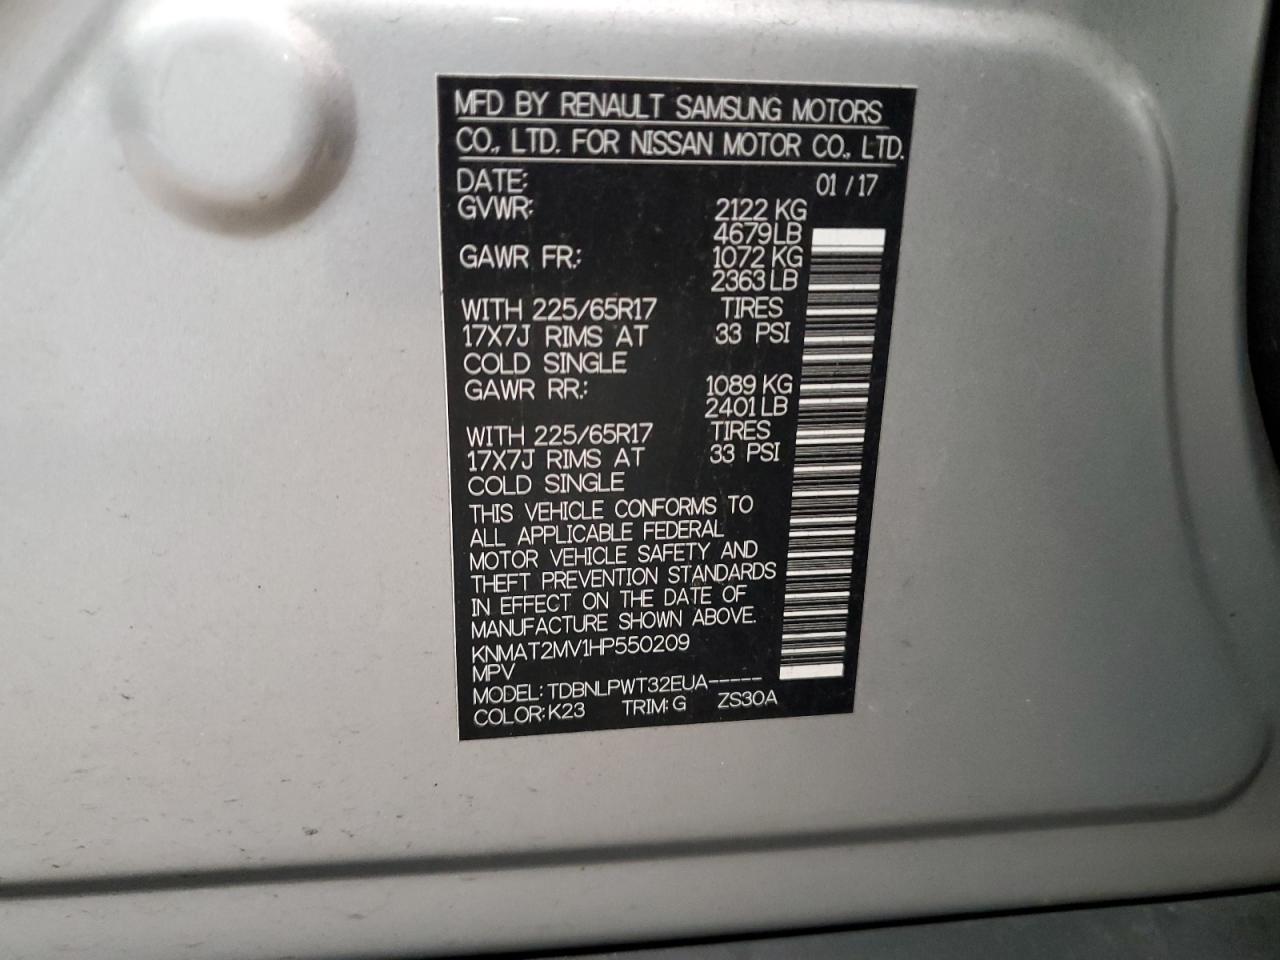 MFD BY RENAULT SAMSUNG MOTORS
CO., LTD. FOR NISSAN MOTOR CO., LTD.
DATE: 01 / 17
GVWR: 2122 KG
4679 LB
GAWR FR.: 1072 KG
2363 LB
WITH 225/65R17 TIRES
17X7J RIMS AT 33 PSI
COLD SINGLE
GAWR RR.: 1089 KG
2401 LB
WITH 225/65R17 TIRES
17X7J RIMS AT 33 PSI
COLD SINGLE
THIS VEHICLE CONFORMS TO
ALL APPLICABLE FEDERAL
MOTOR VEHICLE SAFETY AND
THEFT PREVENTION STANDARDS
IN EFFECT ON THE DATE OF
MANUFACTURE SHOWN ABOVE.
KNMAT2MV1HP550209
MPV
MODEL: TDBNLPWT32EUA-----
COLOR: K23 TRIM: G ZS30A